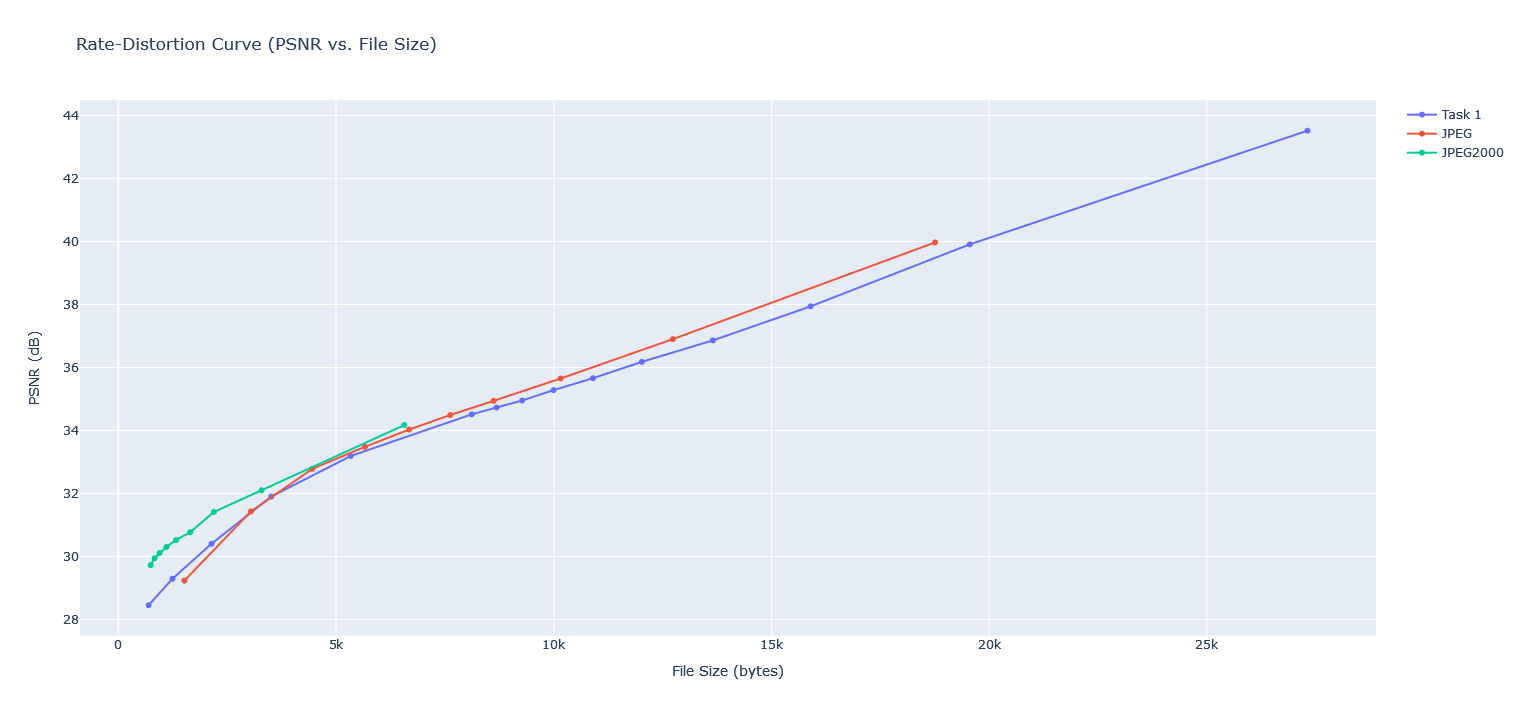 Rate-Distortion Curve (PSNR vs. File Size)
44
42
40
38
36
34
32
30
28
PSNR (dB)
0 5k 10k 15k 20k 25k
File Size (bytes)
Task 1
JPEG
JPEG2000